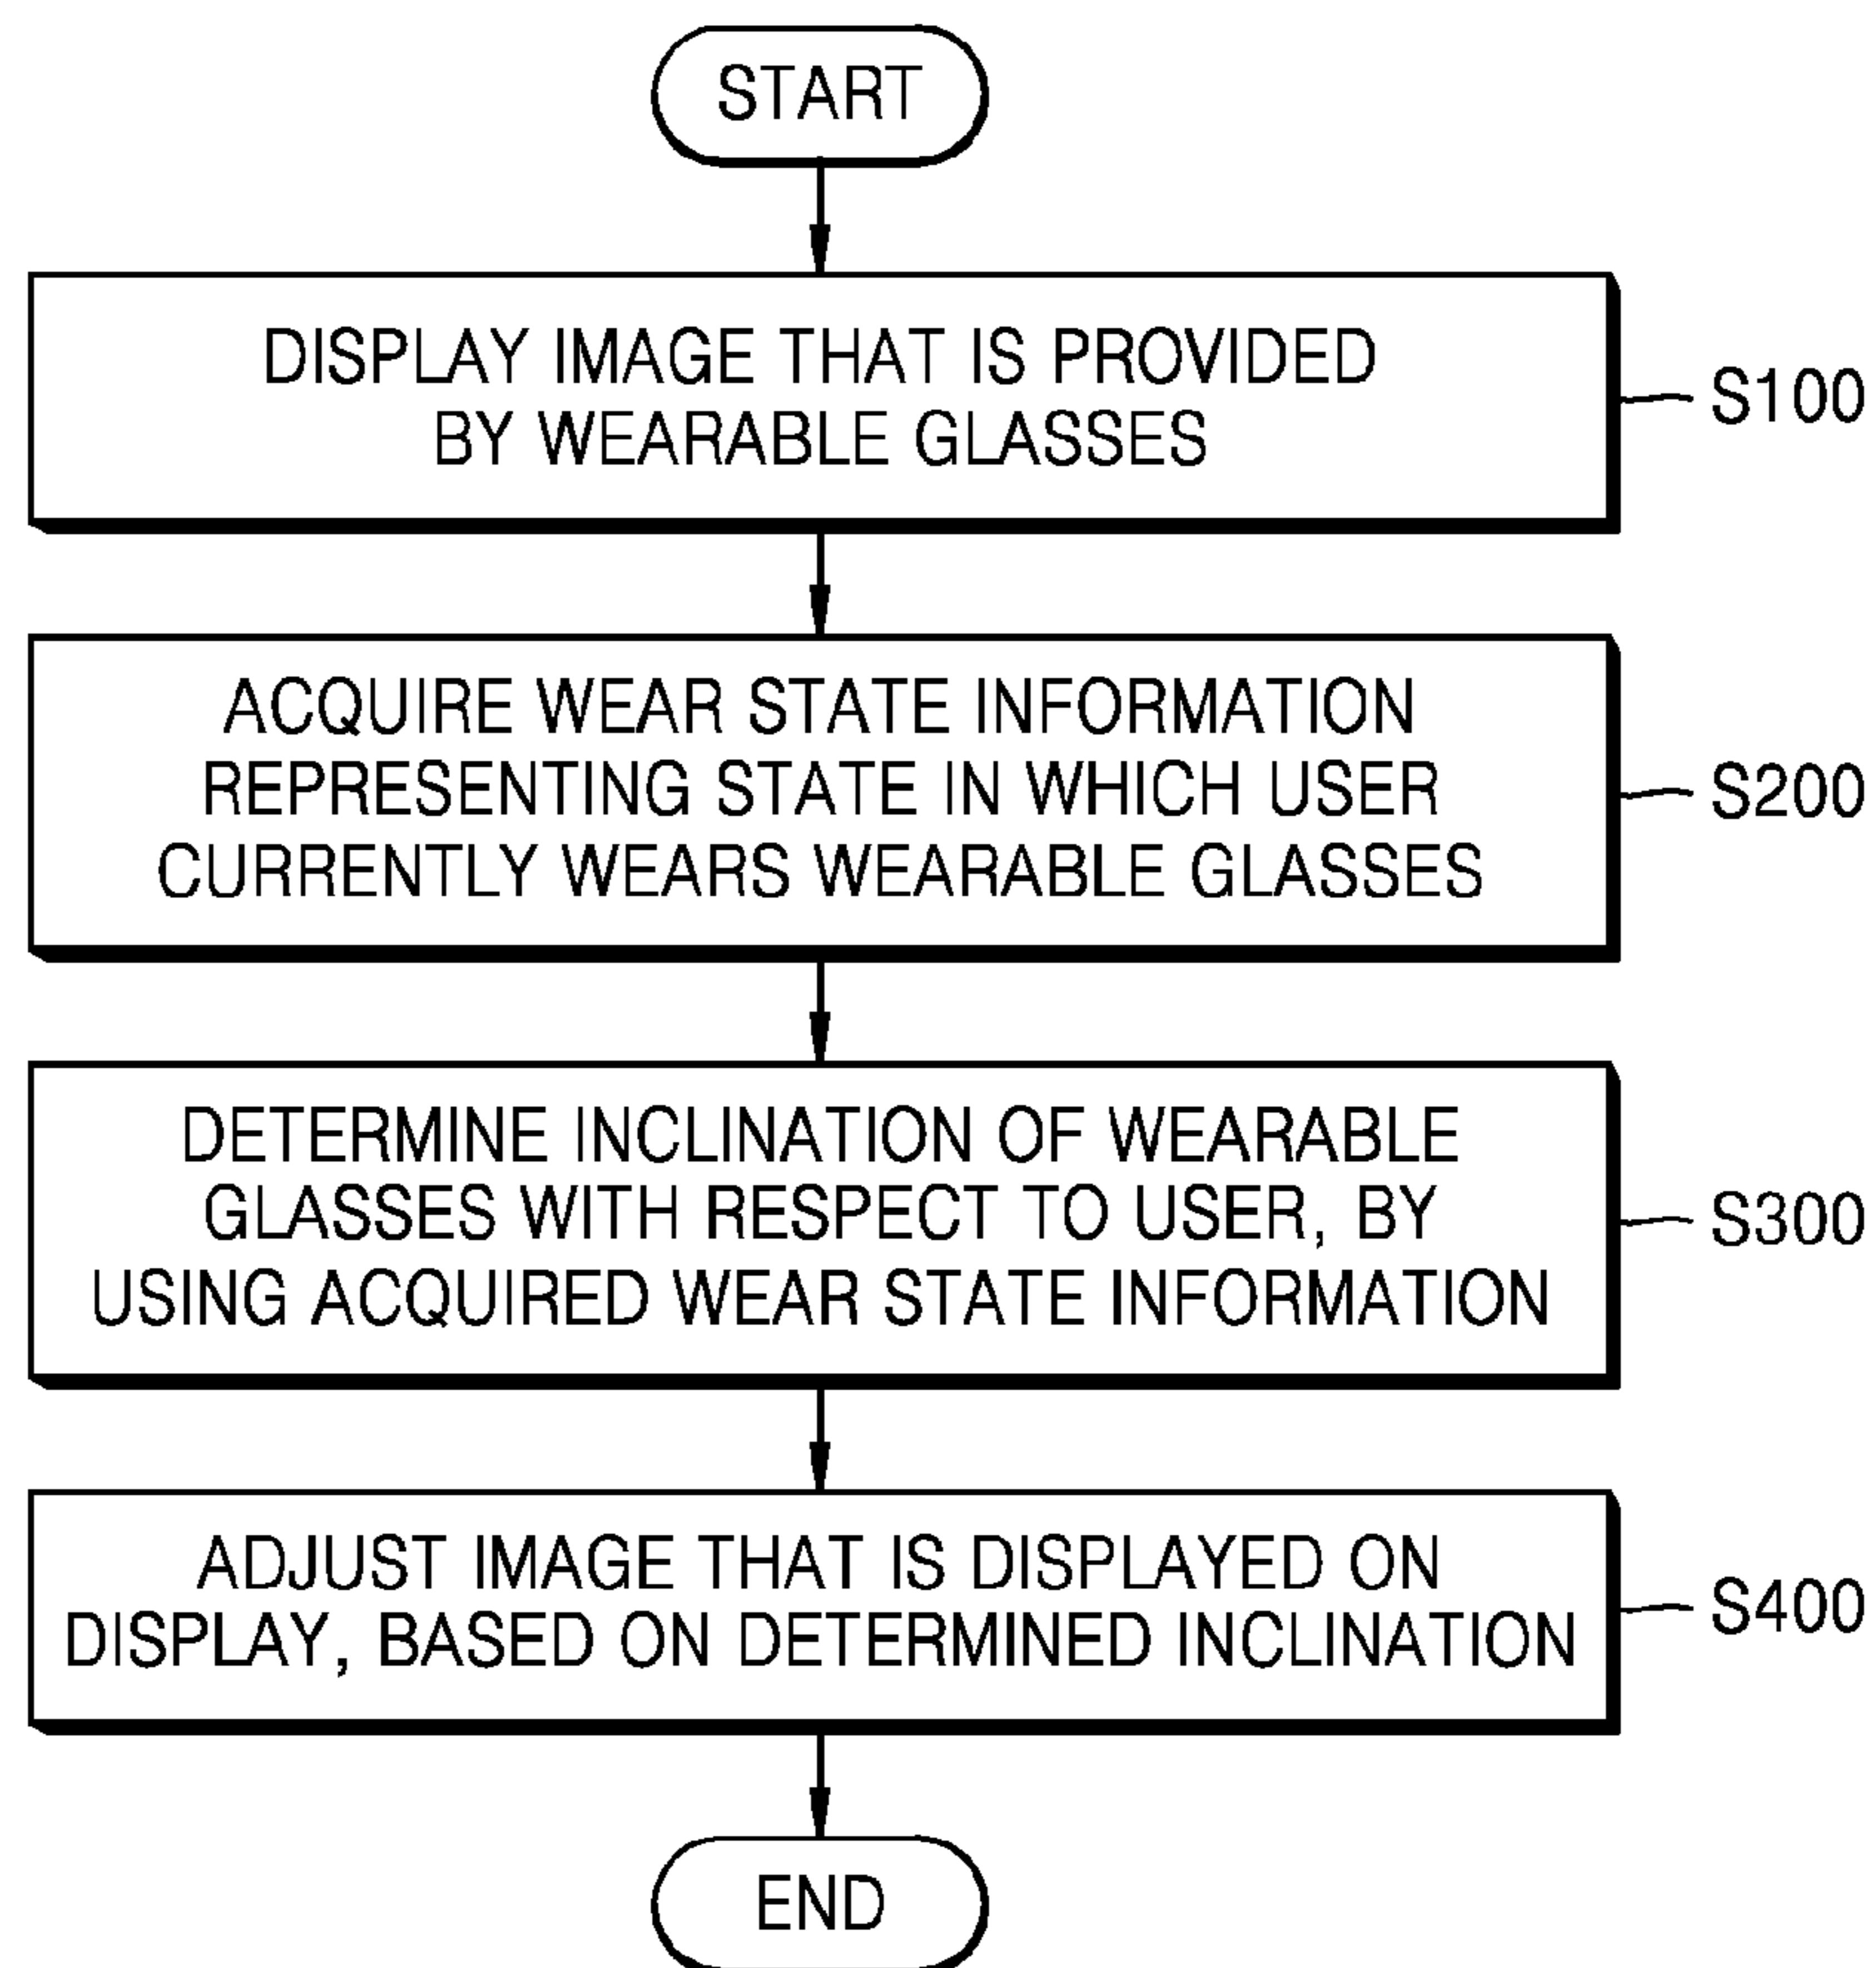 START
DISPLAY IMAGE THAT IS PROVIDED
BY WEARABLE GLASSES
S100
ACQUIRE WEAR STATE INFORMATION
REPRESENTING STATE IN WHICH USER
CURRENTLY WEARS WEARABLE GLASSES
S200
DETERMINE INCLINATION OF WEARABLE
GLASSES WITH RESPECT TO USER, BY
USING ACQUIRED WEAR STATE INFORMATION
S300
ADJUST IMAGE THAT IS DISPLAYED ON
DISPLAY, BASED ON DETERMINED INCLINATION
S400
END